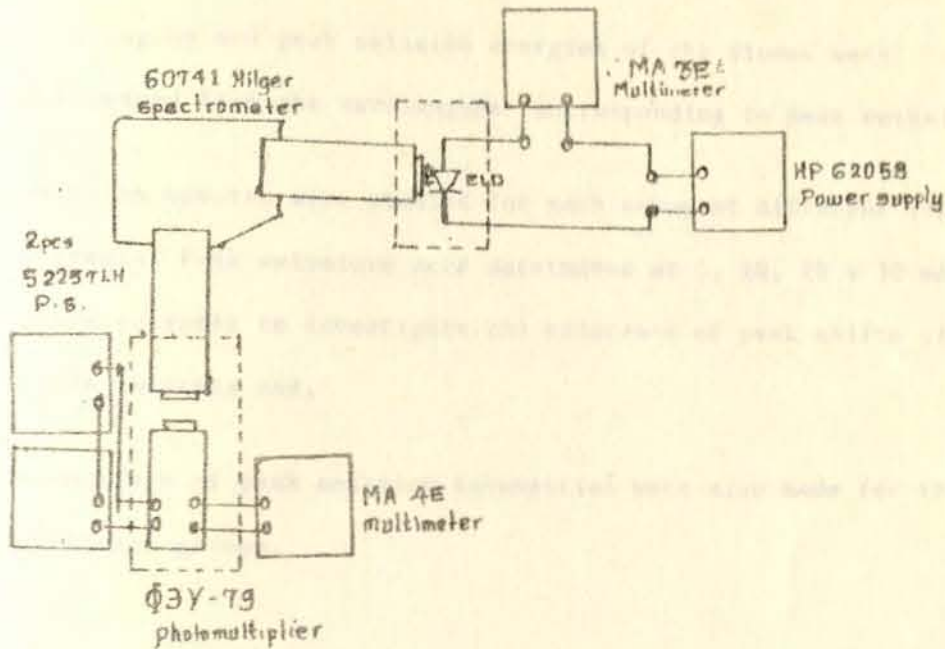 60741 Hilger
spectrometer
MA 3E
Multimeter
ELD
HP 6205B
Power supply
2pcs
5225TLH
P.S.
MA 4E
multimeter
ФЭУ-79
photomultiplier